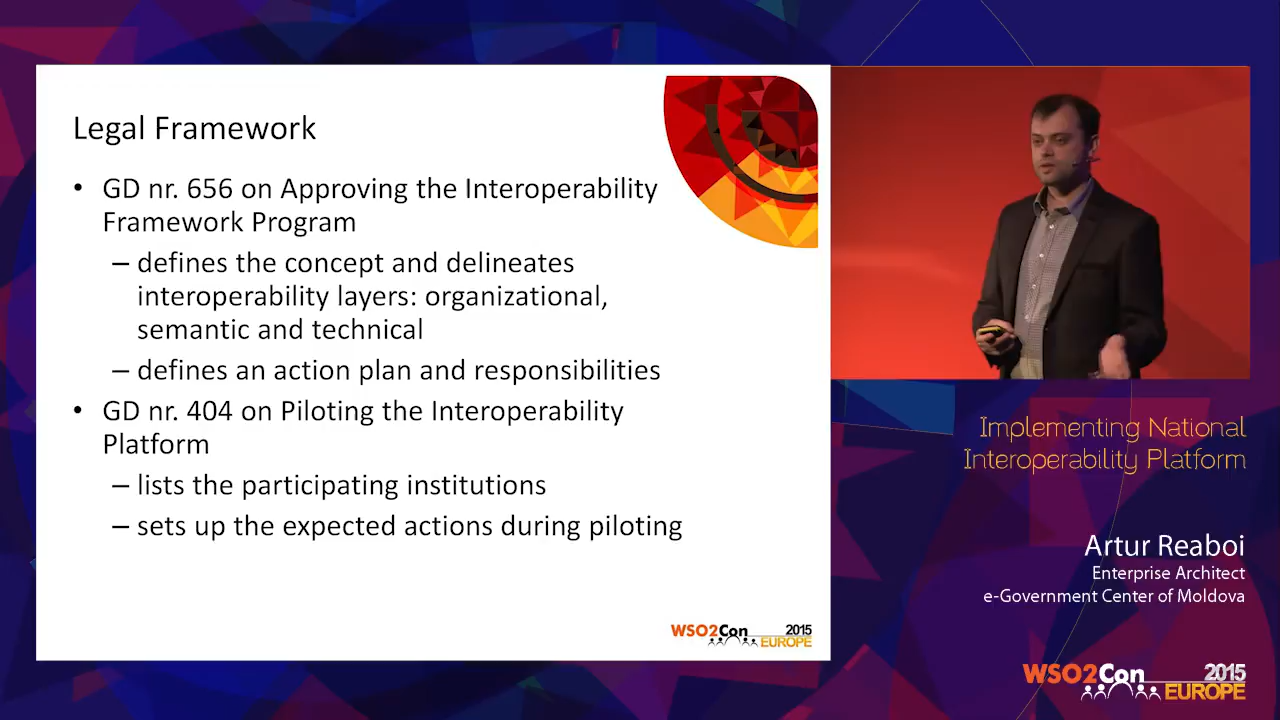 Legal Framework
• GD nr. 656 on Approving the Interoperability
Framework Program
– defines the concept and delineates
interoperability layers: organizational,
semantic and technical
– defines an action plan and responsibilities
• GD nr. 404 on Piloting the Interoperability
Platform
– lists the participating institutions
– sets up the expected actions during piloting
WSO2Con 2015
EUROPE
Implementing National
Interoperability Platform
Artur Reaboi
Enterprise Architect
e-Government Center of Moldova
WSO2Con 2015
EUROPE